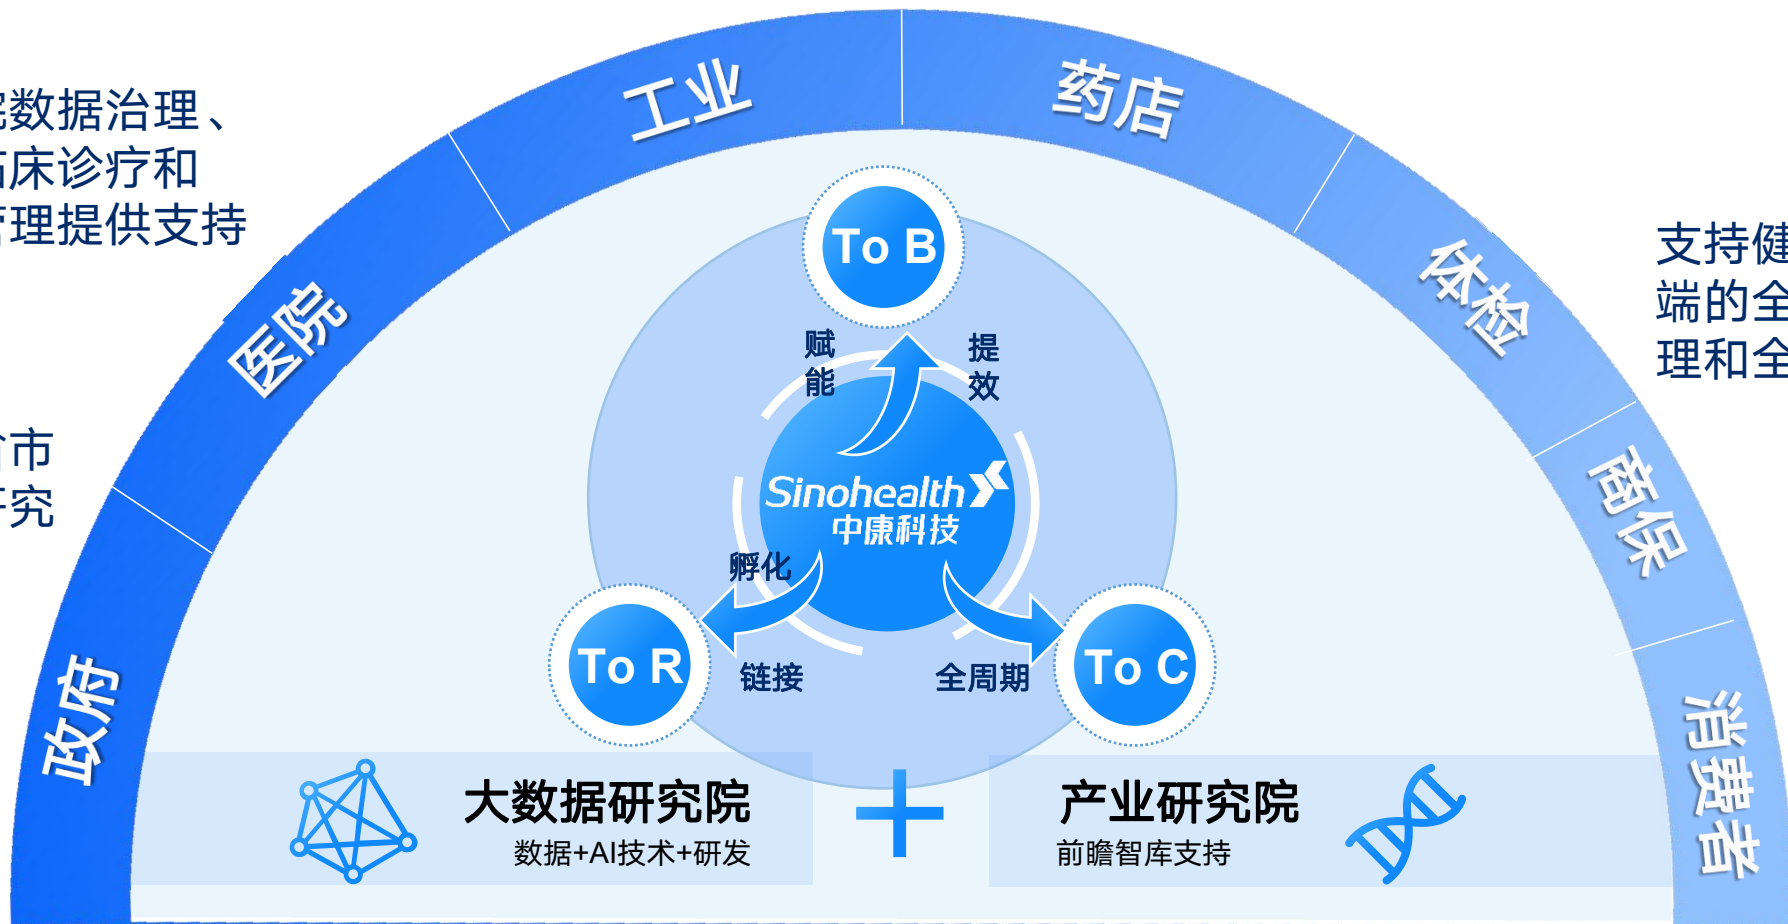 工业
药店
数据治理、
床诊疗和
管理提供支持
医院
体检
支持健
端的全
理和全
To B
赋能
提效
Sinohealth
中康科技
市
究
商保
政府
孵化
To R
链接
全周期
To C
消费者
大数据研究院
数据+AI技术+研发
产业研究院
前瞻智库支持